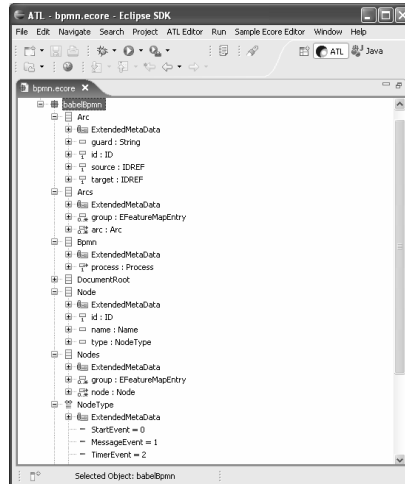 ATL - bpmn.ecore - Eclipse SDK
File Edit Navigate Search Project ATL Editor Run Sample Ecore Editor Window Help
ATL Java
bpmn.ecore
babelBpmn
Arc
ExtendedMetaData
guard : String
id : ID
source : IDREF
target : IDREF
Arcs
ExtendedMetaData
group : EFeatureMapEntry
arc : Arc
Bpmn
ExtendedMetaData
process : Process
DocumentRoot
Node
ExtendedMetaData
id : ID
name : Name
type : NodeType
Nodes
ExtendedMetaData
group : EFeatureMapEntry
node : Node
NodeType
ExtendedMetaData
StartEvent = 0
MessageEvent = 1
TimerEvent = 2
Selected Object: babelBpmn